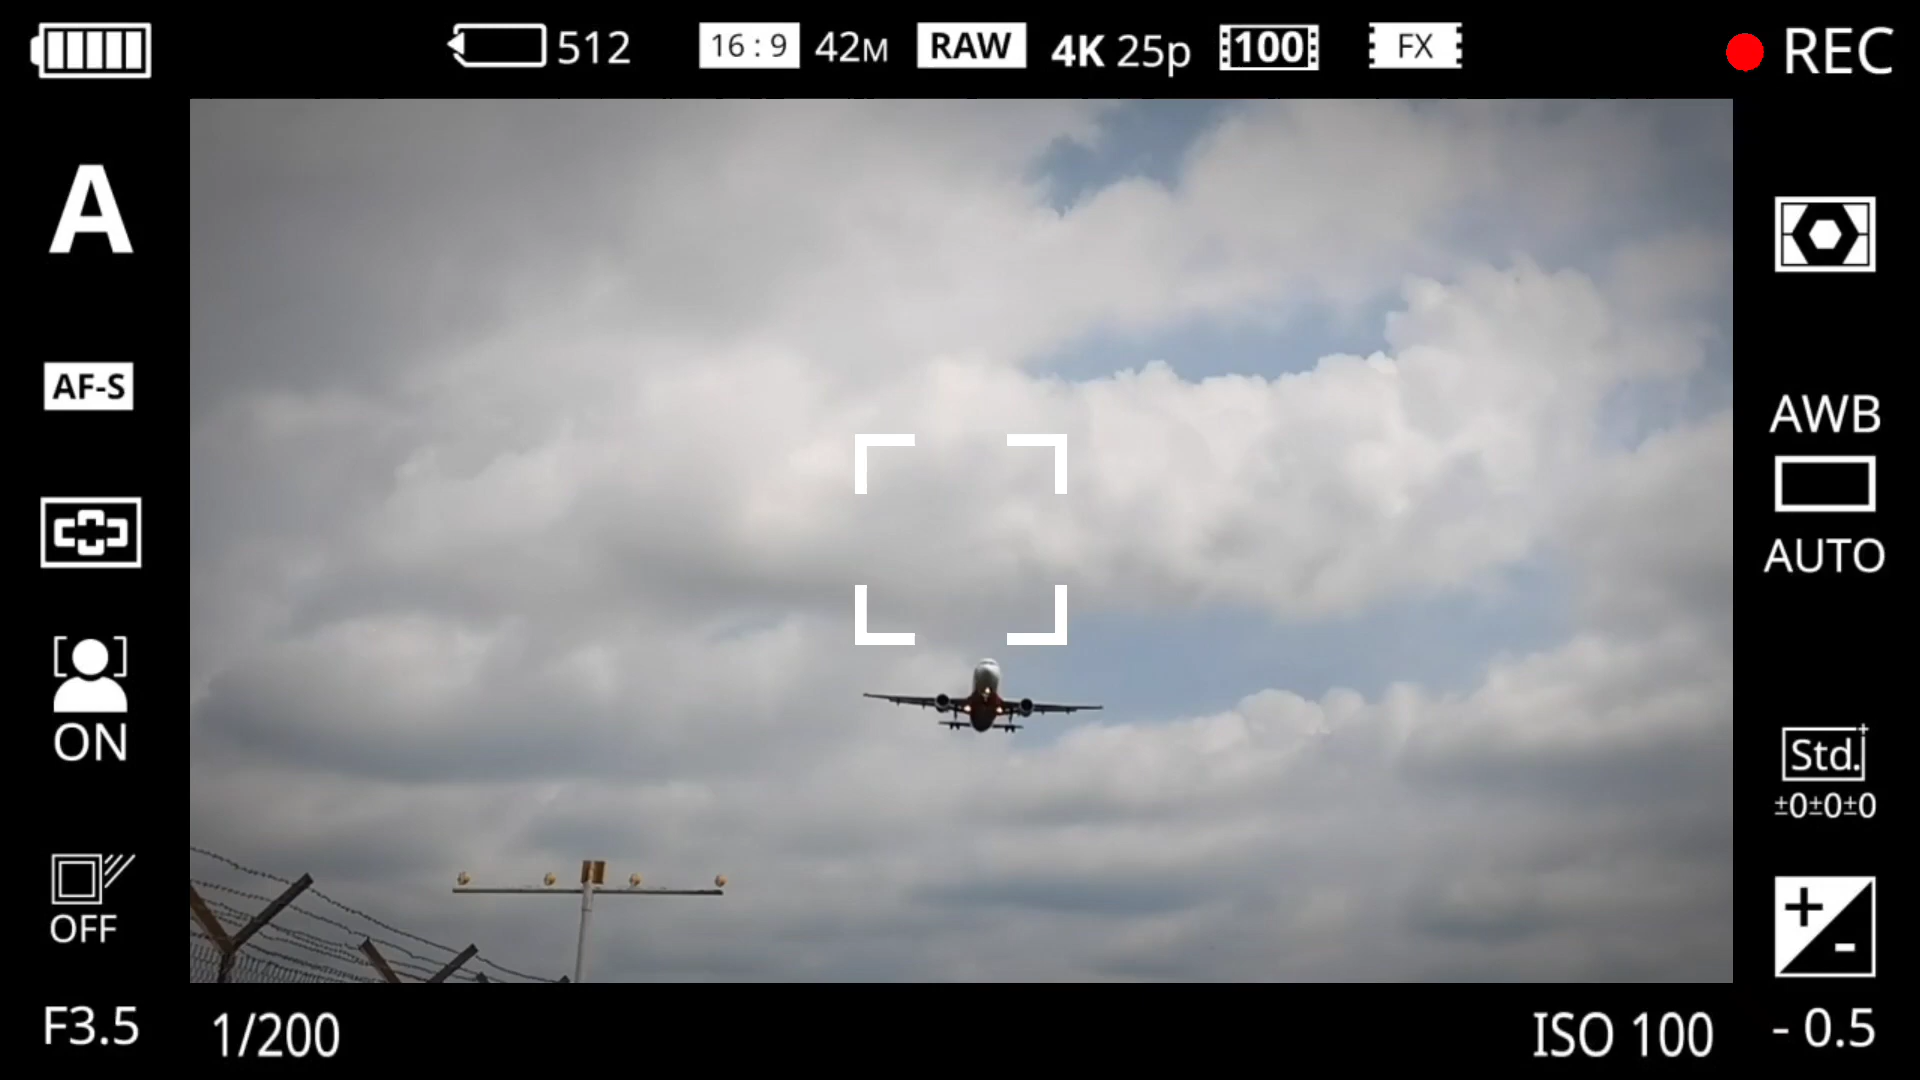 512 16:9 42M RAW 4K 25p 100 FX REC
A
AF-S
AWB
AUTO
ON
Std.+
±0±0±0
OFF
F3.5 1/200 ISO 100 - 0.5